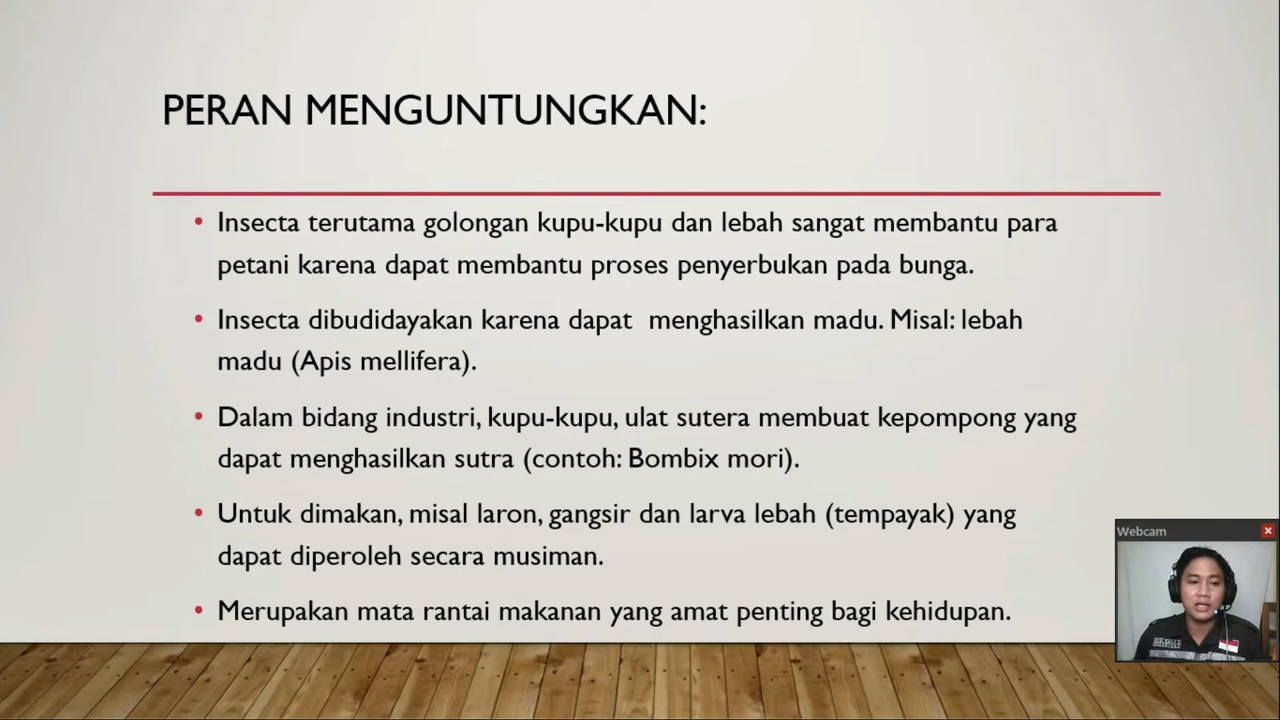 PERAN MENGUNTUNGKAN:
• Insecta terutama golongan kupu-kupu dan lebah sangat membantu para
petani karena dapat membantu proses penyerbukan pada bunga.
• Insecta dibudidayakan karena dapat  menghasilkan madu. Misal: lebah
madu (Apis mellifera).
• Dalam bidang industri, kupu-kupu, ulat sutera membuat kepompong yang
dapat menghasilkan sutra (contoh: Bombix mori).
• Untuk dimakan, misal laron, gangsir dan larva lebah (tempayak) yang
dapat diperoleh secara musiman.
• Merupakan mata rantai makanan yang amat penting bagi kehidupan.
Webcam